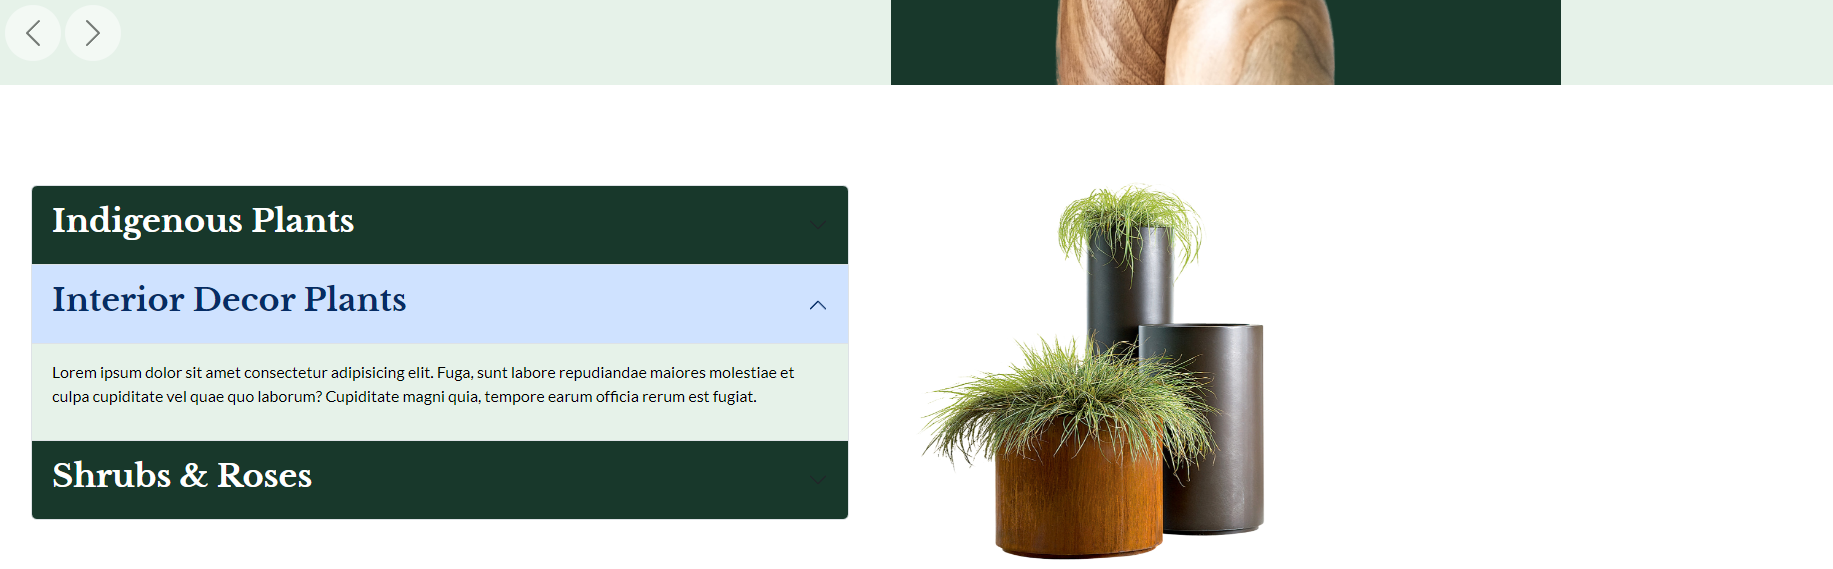 Indigenous Plants
Interior Decor Plants
Lorem ipsum dolor sit amet consectetur adipisicing elit. Fuga, sunt labore repudiandae maiores molestiae et
culpa cupiditate vel quae quo laborum? Cupiditate magni quia, tempore earum officia rerum est fugiat.
Shrubs & Roses